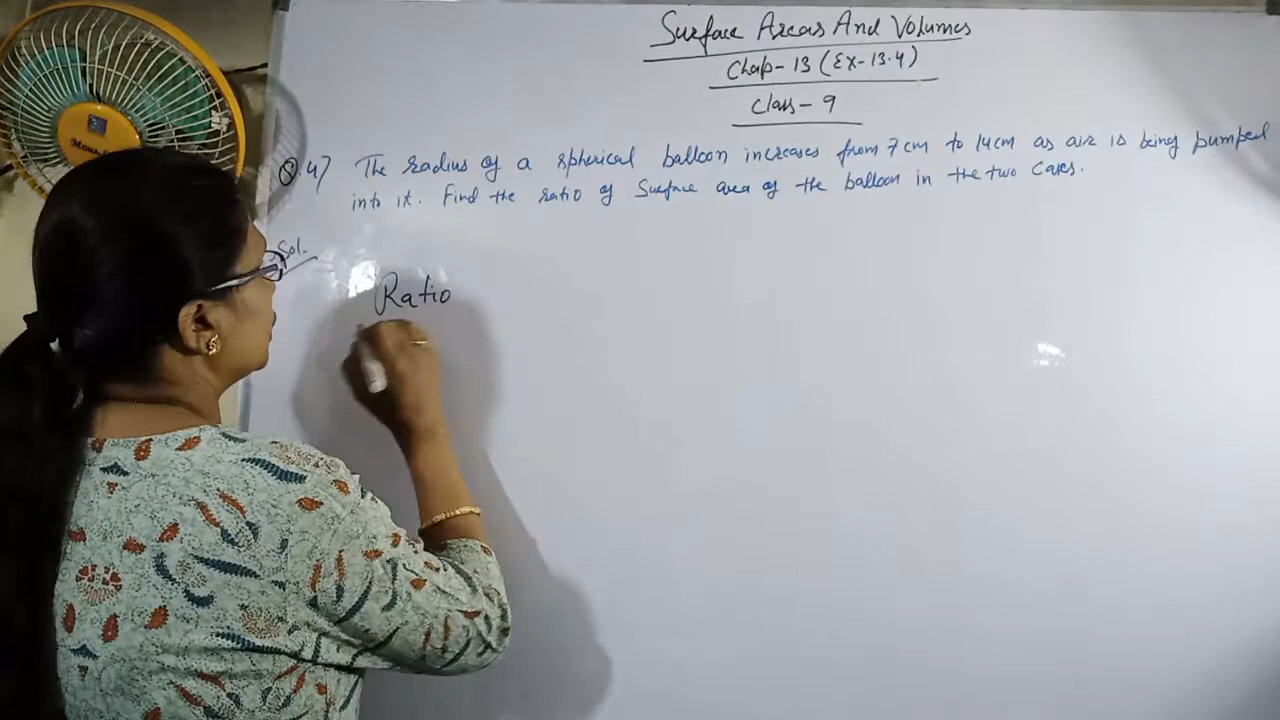 Surface Areas And Volumes
Chap-13 (Ex-13.4)
Class-9
Q.4) The radius of a spherical balloon increases from 7cm to 14cm as air is being pumped
into it. Find the ratio of Surface area of the balloon in the two cases.
Sol.
Ratio